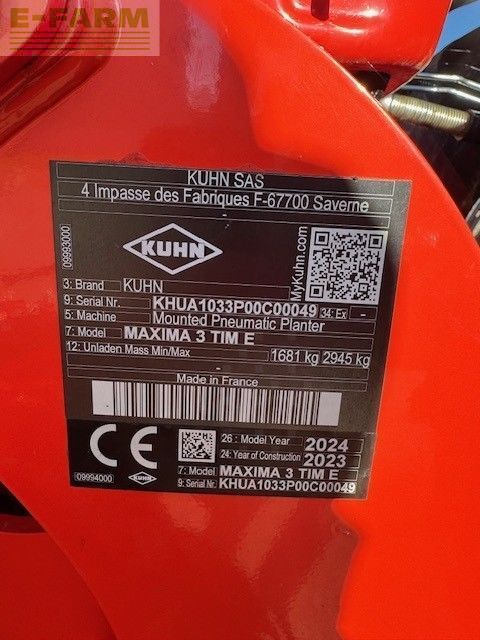 E-FARM
KUHN SAS
4 Impasse des Fabriques F-67700 Saverne
09993000
KUHN
MyKuhn.com
3: Brand KUHN
9: Serial Nr. KHUA1033P00C00049 34: Ex -
5: Machine Mounted Pneumatic Planter
7: Model MAXIMA 3 TIM E
12: Unladen Mass Min/Max 1681 kg 2945 kg
Made in France
CE
09994000
KUHN
26: Model Year 2024
24: Year of Construction 2023
7: Model MAXIMA 3 TIM E
9: Serial Nr. KHUA1033P00C00049